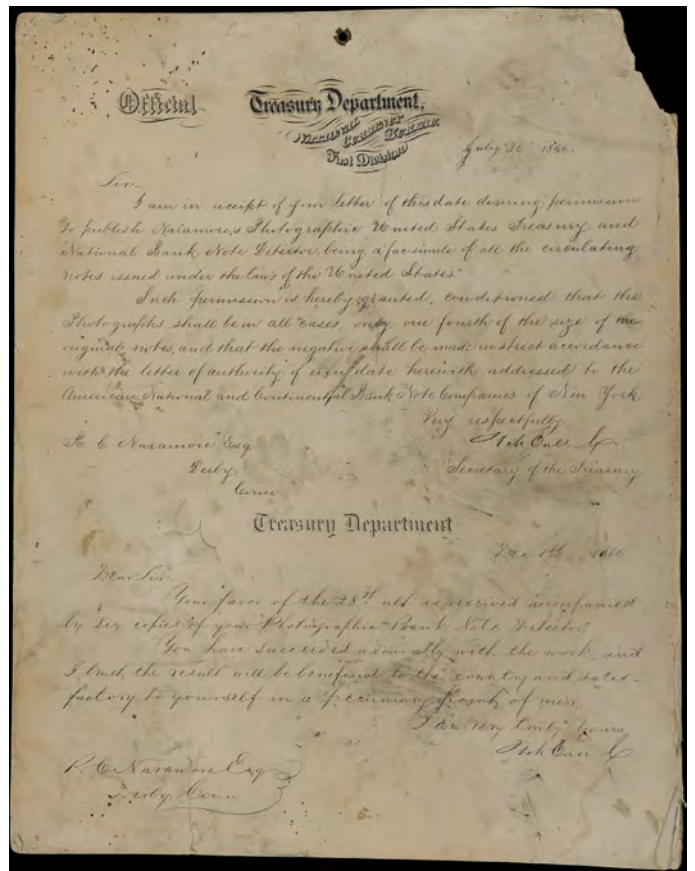 Official
Treasury Department,
National Currency Bureau
First Division
July 30th 1866.
Sir
I am in receipt of your letter of this date desiring permission
to publish Naramore's Photographic United States Treasury and
National Bank Note Detector, being a facsimile of all the circulating
notes issued under the laws of the United States"
Such permission is hereby granted, conditioned that the
Photographs shall be in all cases, only one fourth of the size of the
original notes, and that the negative shall be made in strict accordance
with the letter of authority of even date herewith addressed to the
American National and Continental Bank Note Companies of New York
Very respectfully
R C Naramore Esq
Derby
Conn
Secretary of the Treasury
Treasury Department
Dec 1st 1866
Dear Sir
Your favor of the 28th ult is received accompanied
by six copies of your "Photographic Bank Note Detector"
You have succeeded admirally with the work, and
I trust, the result will be beneficial to the country and satis-
factory to yourself in a pecuniary point of view.
I am very truly yours
R C Naramore Esq
Derby Conn